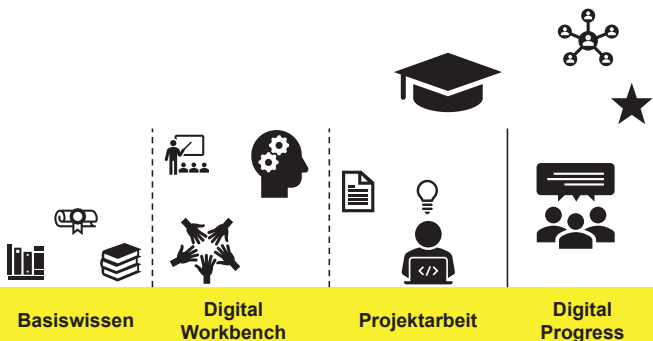 Basiswissen
Digital
Workbench
Projektarbeit
Digital
Progress
</>